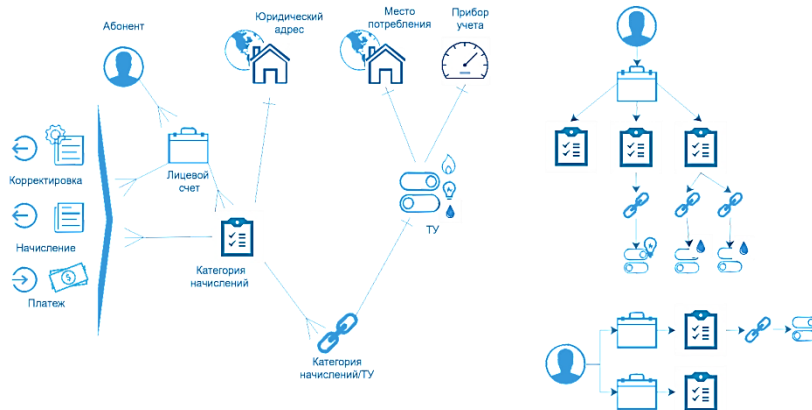 Абонент
Юридический
адрес
Место
потребления
Прибор
учета
Корректировка
Лицевой
счет
Начисление
Категория
начислений
ТУ
Платеж
Категория
начислений/ТУ